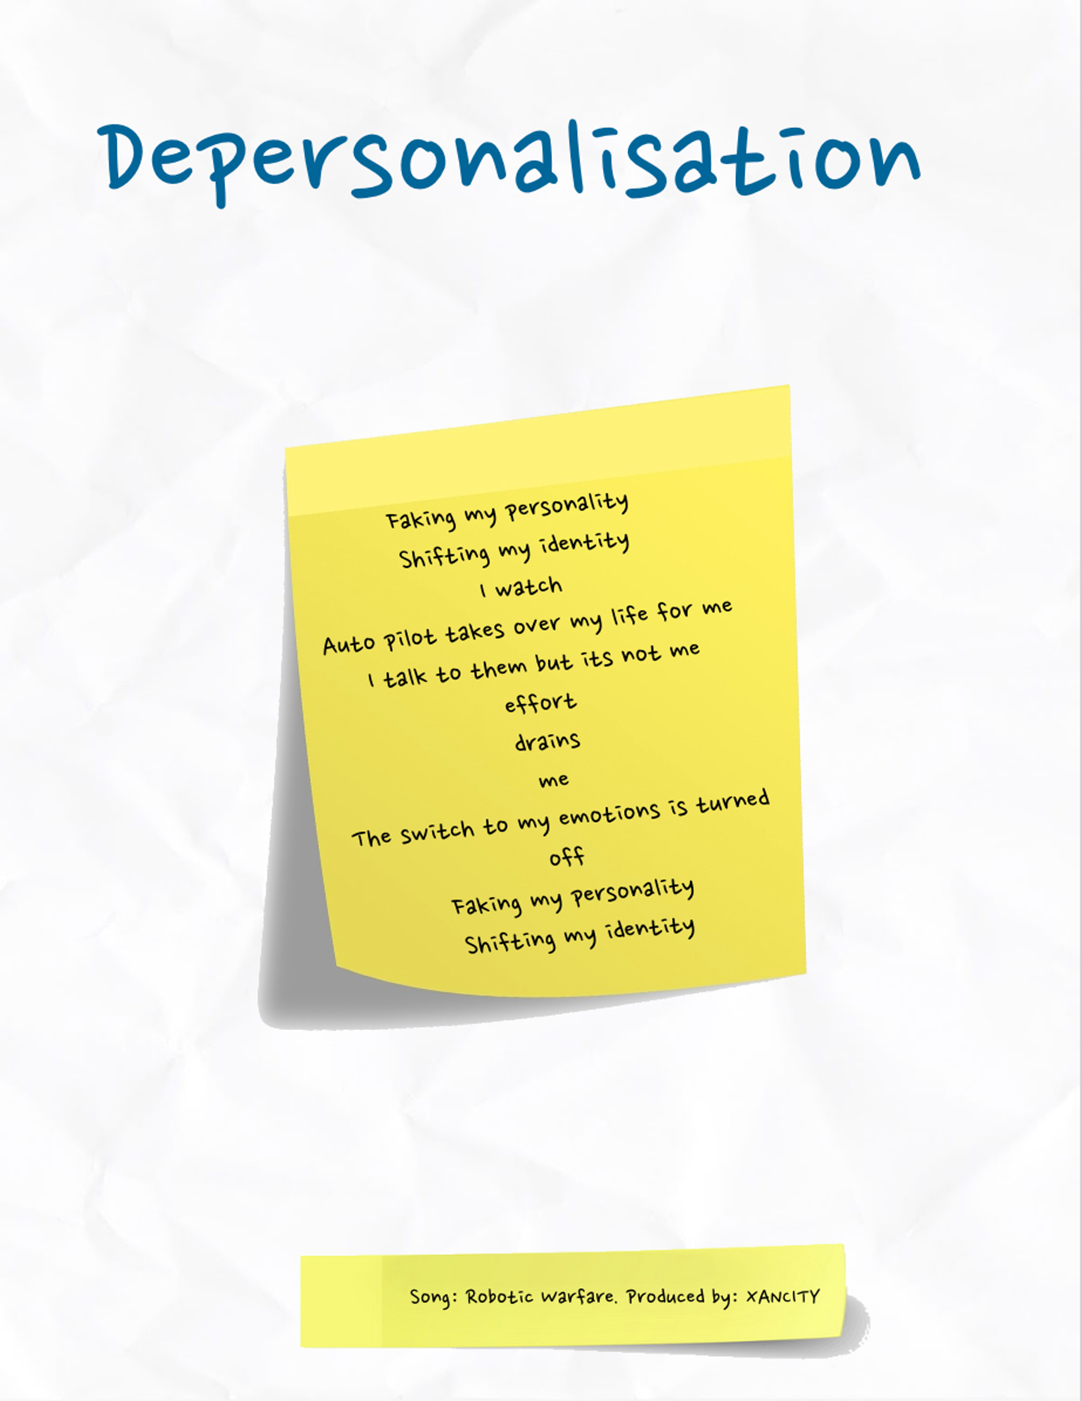 Depersonalisation
Faking my personality
Shifting my identity
I watch
Auto pilot takes over my life for me
I talk to them but its not me
effort
drains
me
The switch to my emotions is turned
off
Faking my personality
Shifting my identity
Song: Robotic Warfare. Produced by: XANCITY